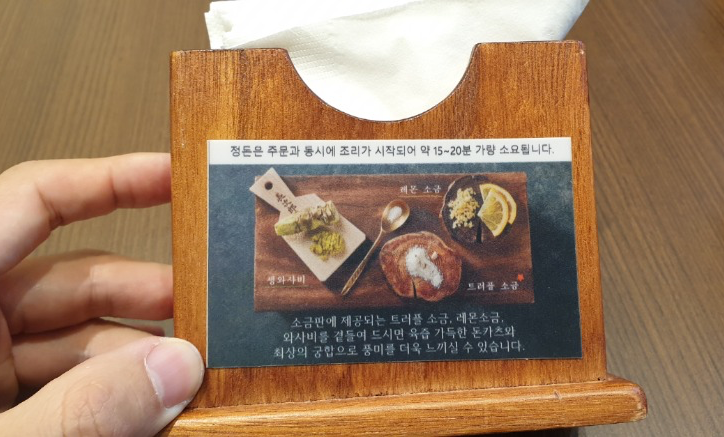 정돈은 주문과 동시에 조리가 시작되어 약 15~20분 가량 소요됩니다.
레몬 소금
생와사비
트러플 소금
소금판에 제공되는 트러플 소금, 레몬소금,
와사비를 곁들여 드시면 육즙 가득한 돈카츠와
최상의 궁합으로 풍미를 더욱 느끼실 수 있습니다.